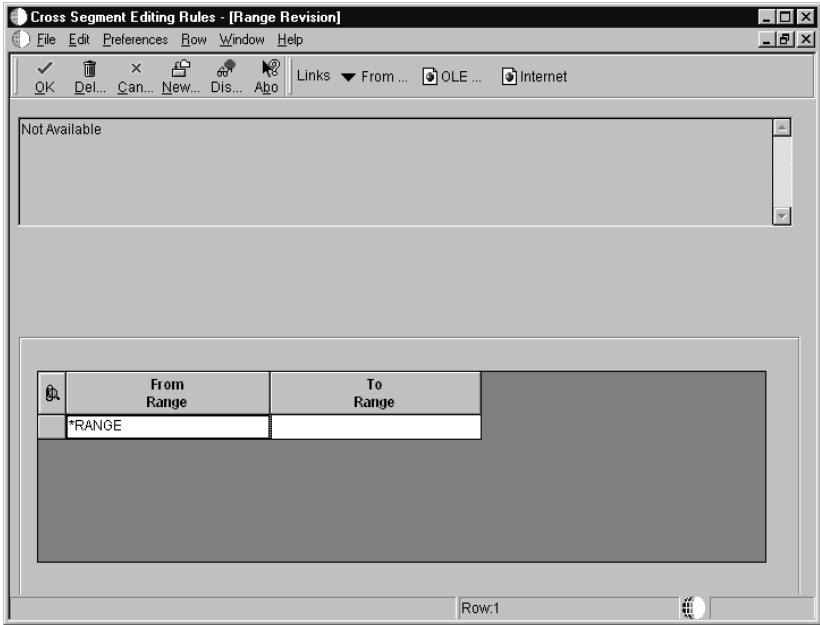 Cross Segment Editing Rules - [Range Revision]
File Edit Preferences Row Window Help
OK Del... Can... New... Dis... Abo Links From ... OLE ... Internet
Not Available
From Range To Range
*RANGE
Row:1